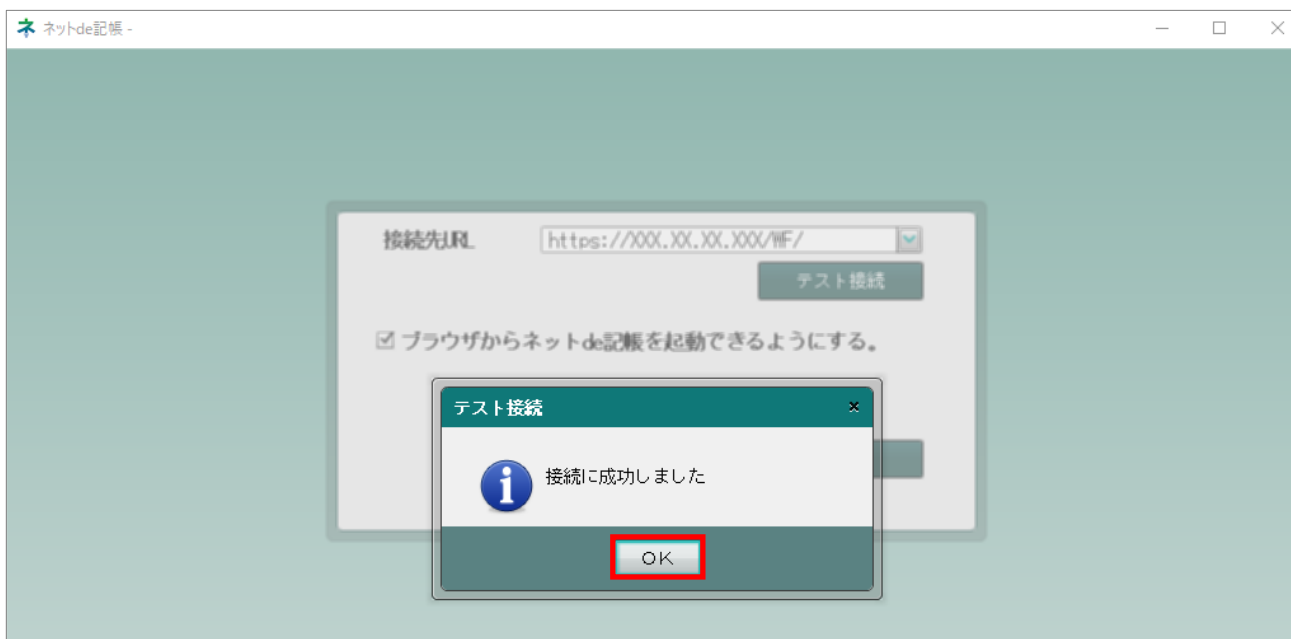 ネ ネットde記帳 -
接続先URL
https://XXX.XX.XX.XXX/WF/
テスト接続
ブラウザからネットde記帳を起動できるようにする。
テスト接続
接続に成功しました
OK